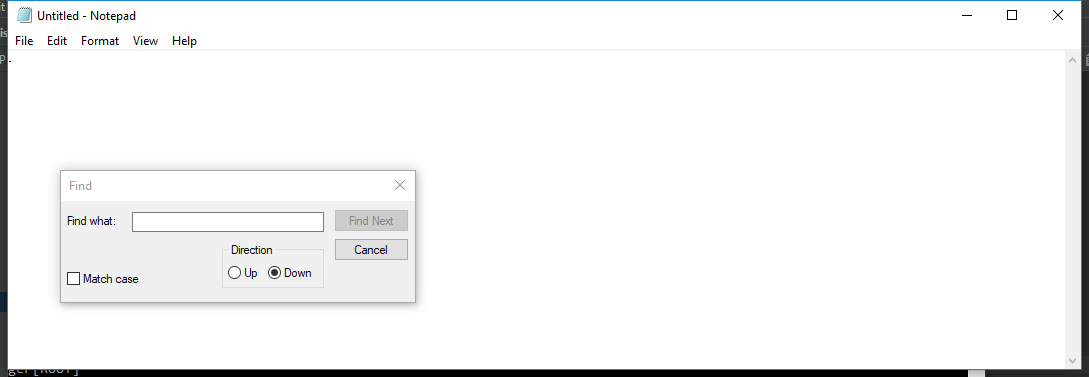 Untitled - Notepad
File Edit Format View Help
Find
Find what:
Find Next
Direction
Cancel
Up Down
Match case